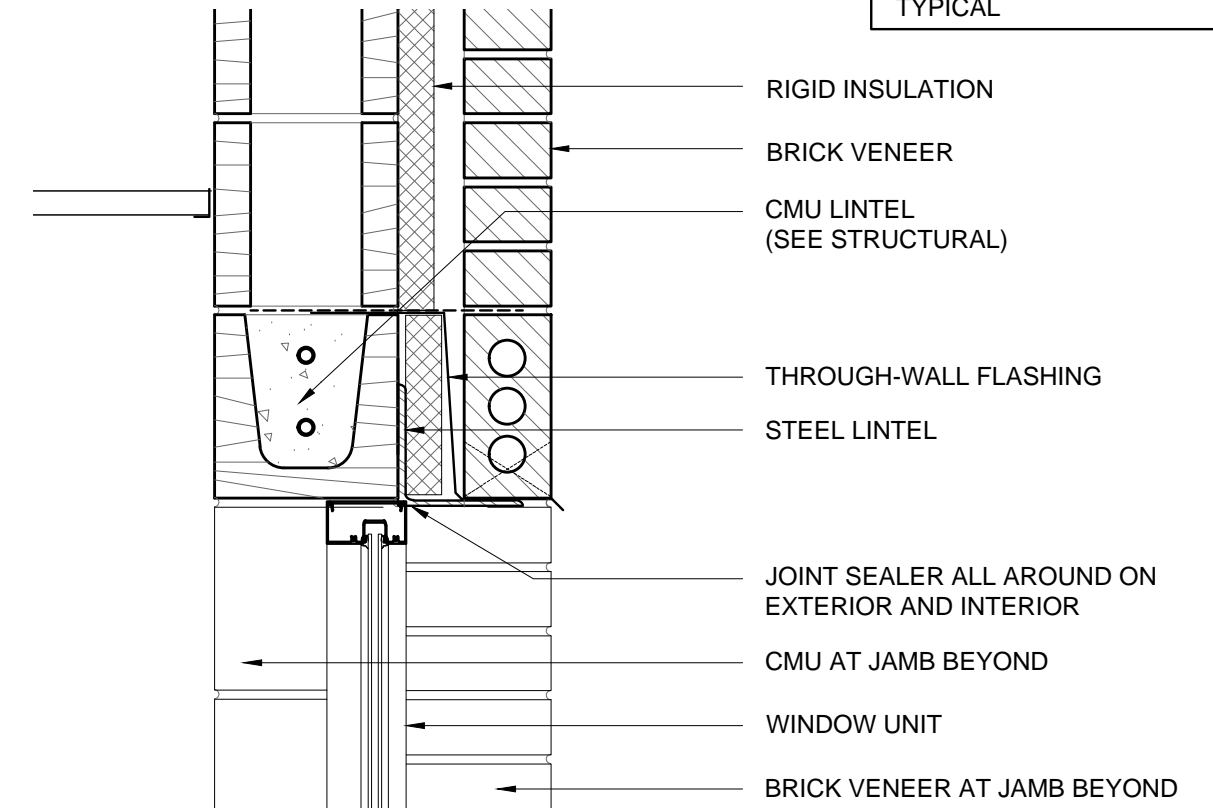 TYPICAL
RIGID INSULATION
BRICK VENEER
CMU LINTEL
(SEE STRUCTURAL)
THROUGH-WALL FLASHING
STEEL LINTEL
JOINT SEALER ALL AROUND ON
EXTERIOR AND INTERIOR
CMU AT JAMB BEYOND
WINDOW UNIT
BRICK VENEER AT JAMB BEYOND